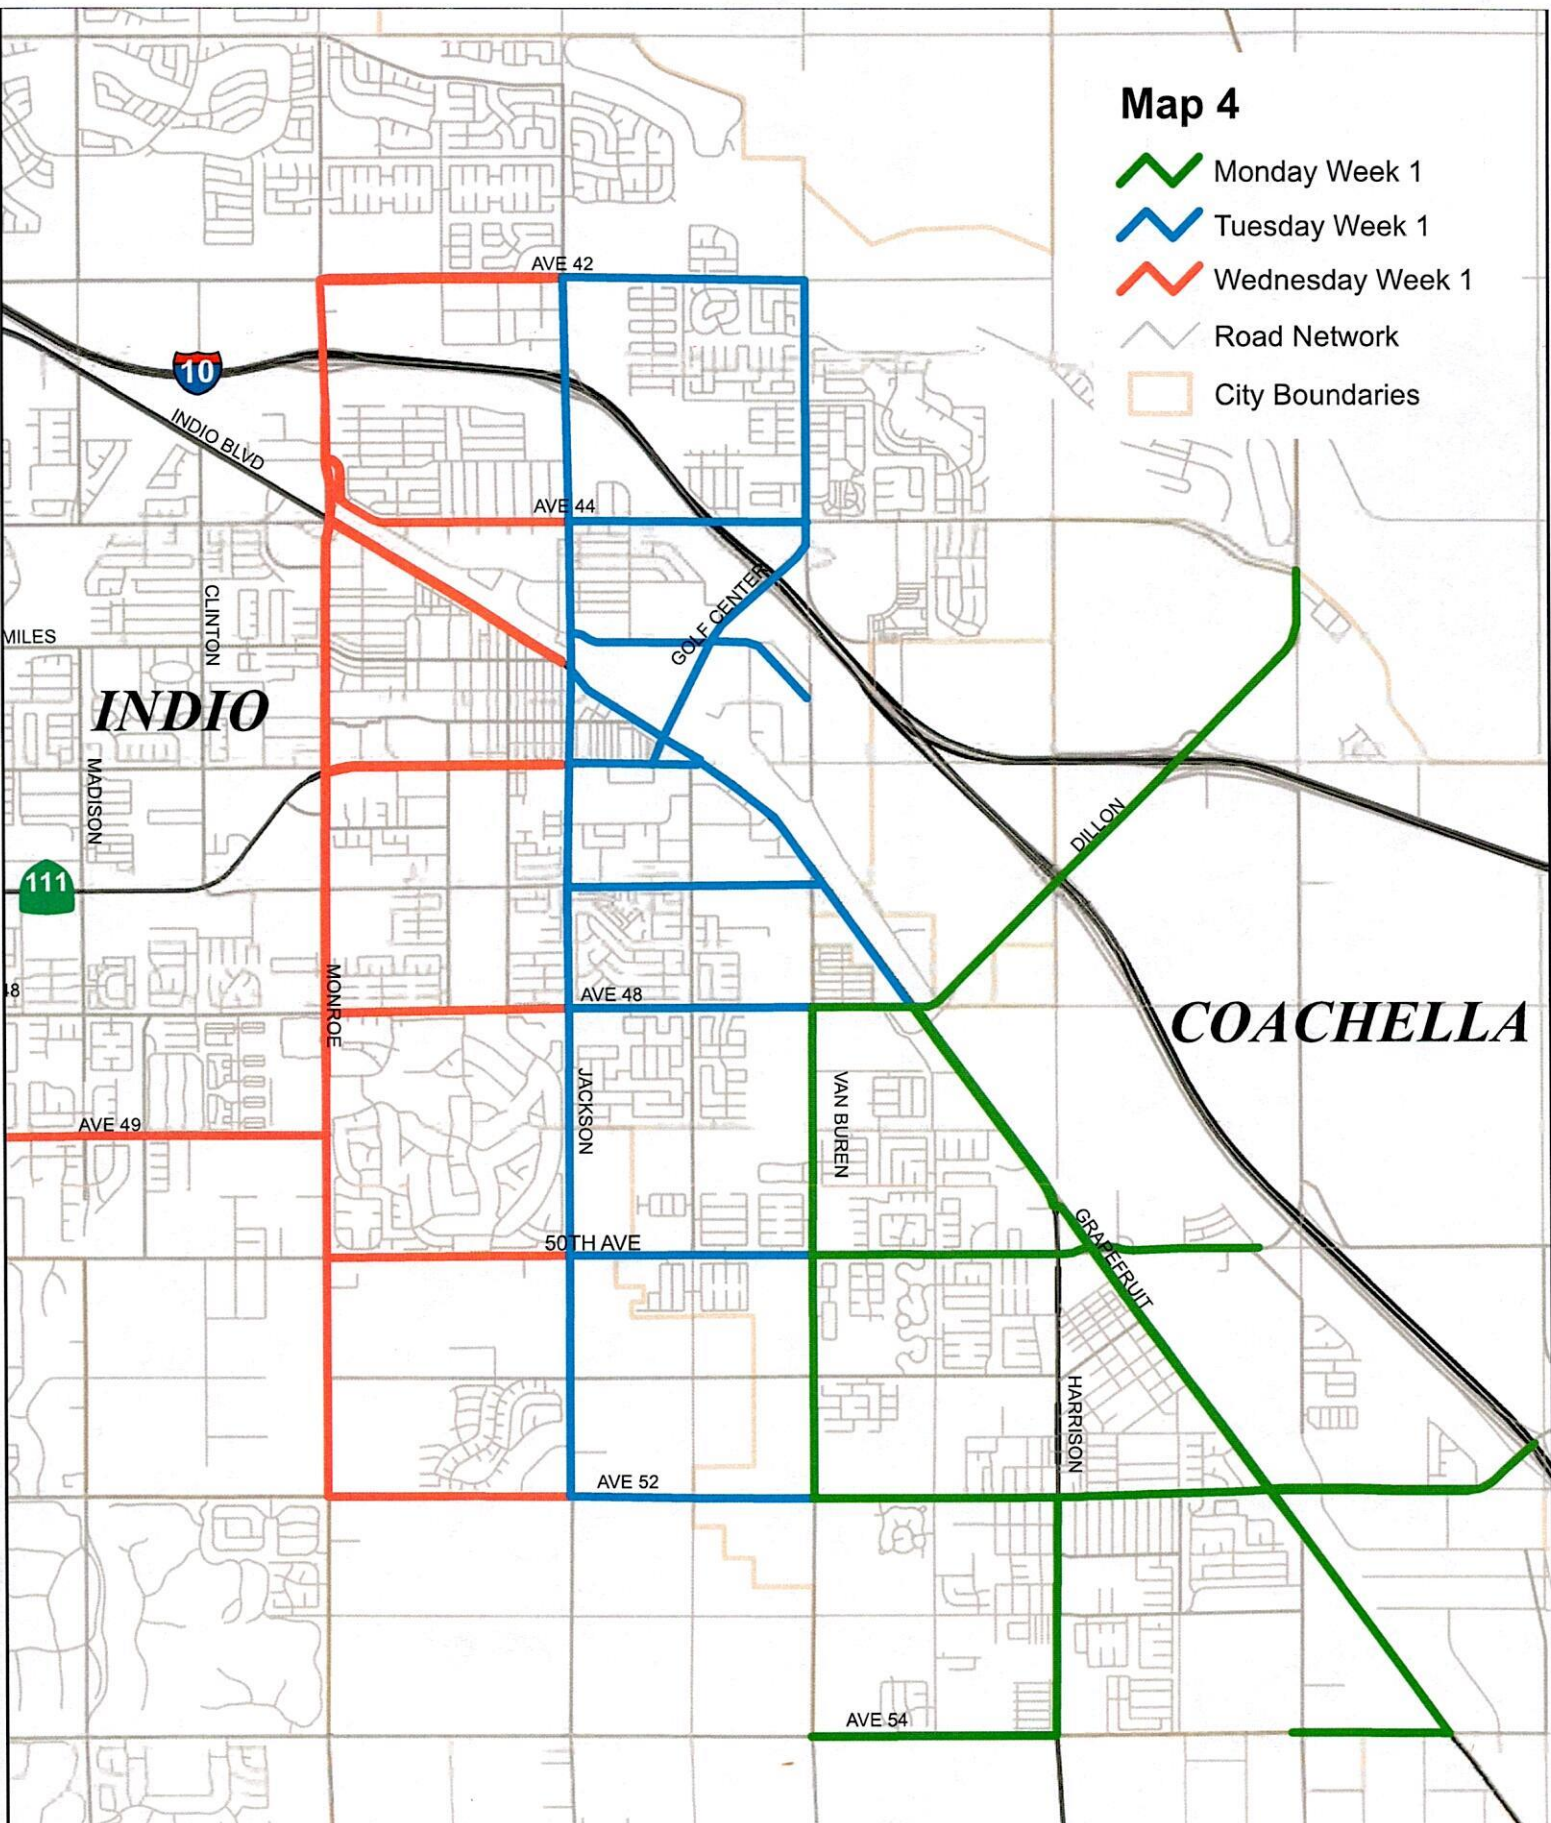 Map 4
Monday Week 1
Tuesday Week 1
Wednesday Week 1
Road Network
City Boundaries
AVE 42
10
INDIO BLVD
AVE 44
CLINTON
GOLF CENTER
MILES
INDIO
MADISON
DILLON
111
48
MONROE
AVE 48
COACHELLA
JACKSON
VAN BUREN
AVE 49
50TH AVE
GRAPEFRUIT
HARRISON
AVE 52
AVE 54